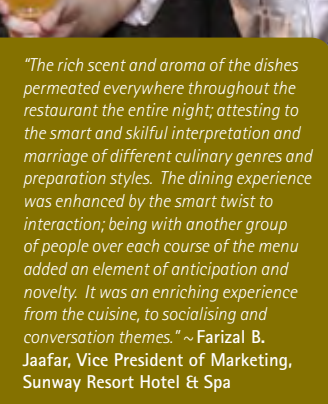 "The rich scent and aroma of the dishes
permeated everywhere throughout the
restaurant the entire night; attesting to
the smart and skilful interpretation and
marriage of different culinary genres and
preparation styles. The dining experience
was enhanced by the smart twist to
interaction; being with another group
of people over each course of the menu
added an element of anticipation and
novelty. It was an enriching experience
from the cuisine, to socialising and
conversation themes." ~ Farizal B.
Jaafar, Vice President of Marketing,
Sunway Resort Hotel & Spa